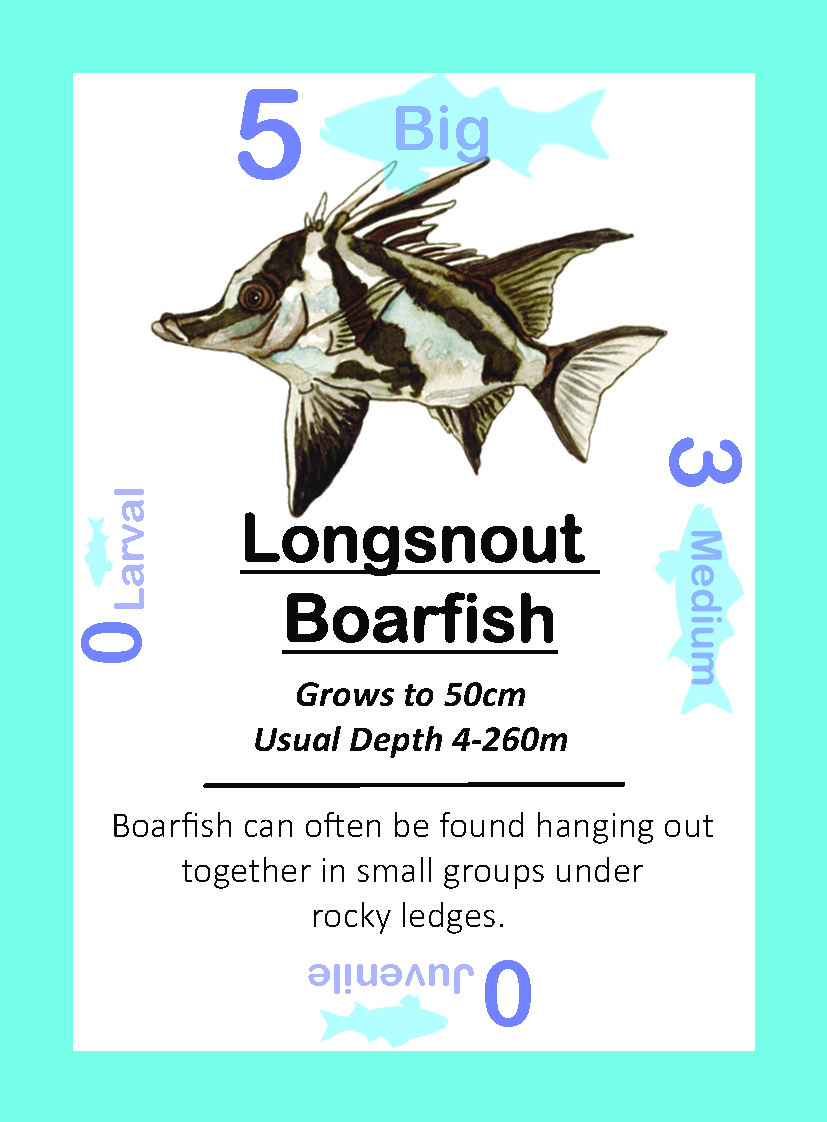 5 Big
3 Medium
0 Larval
Longsnout
Boarfish
Grows to 50cm
Usual Depth 4-260m
Boarfish can often be found hanging out
together in small groups under
rocky ledges.
0 Juvenile